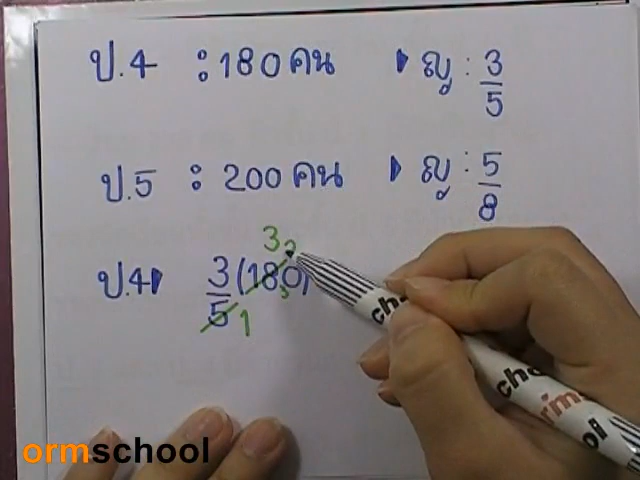 ป.4 : 180 คน ญ : 3/5
ป.5 : 200 คน ญ : 5/8
3
ป.4 3/5 (180)
1
ormschool